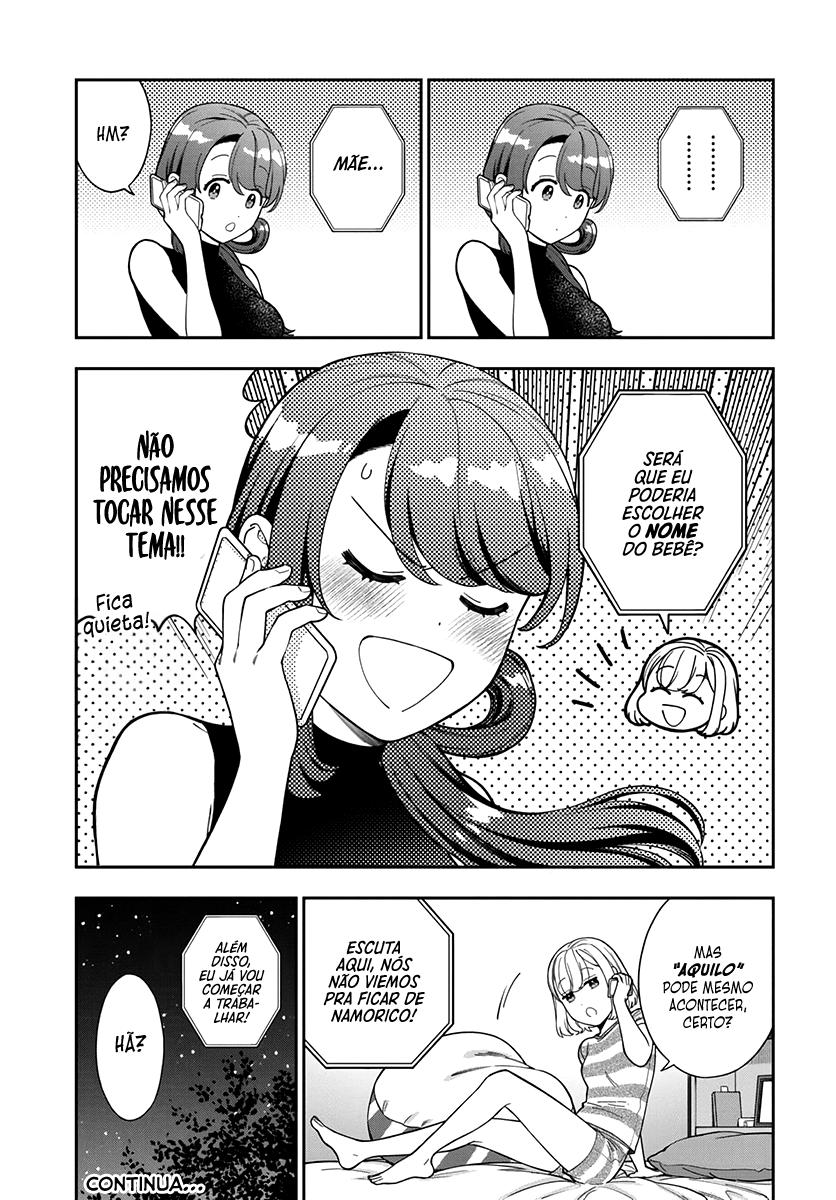 ......
MÃE...
HM?
SERÁ
QUE EU
PODERIA
ESCOLHER
O NOME
DO BEBÊ?
NÃO
PRECISAMOS
TOCAR NESSE
TEMA!!
Fica
quieta!
MAS
"AQUILO"
PODE MESMO
ACONTECER,
CERTO?
ESCUTA
AQUI, NÓS
NÃO VIEMOS
PRA FICAR DE
NAMORICO!
ALÉM
DISSO,
EU JÁ VOU
COMEÇAR
A TRABA-
LHAR!
HÃ?
CONTINUA...